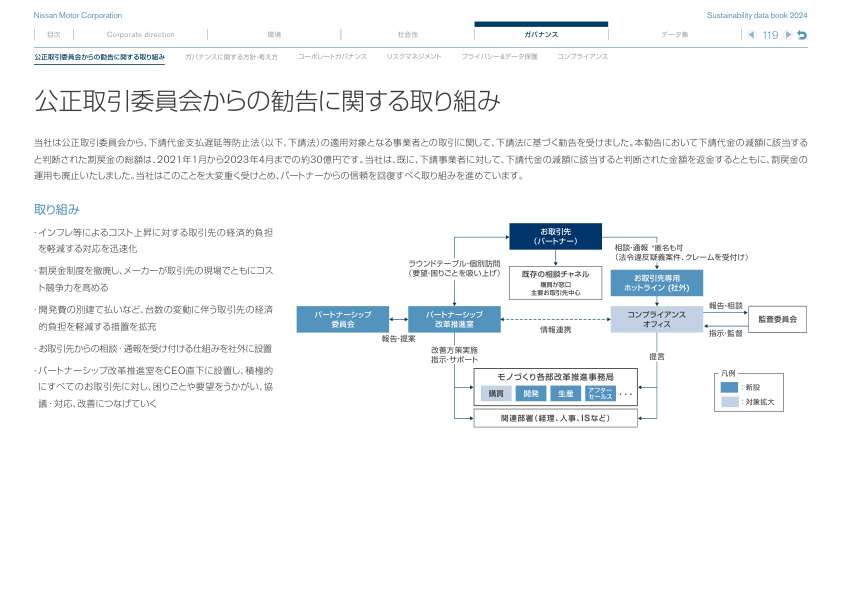 Nissan Motor Corporation
Sustainability data book 2024
目次
Corporate direction
環境
社会性
ガバナンス
データ集
119
公正取引委員会からの勧告に関する取り組み
ガバナンスに関する方針・考え方
コーポレートガバナンス
リスクマネジメント
プライバシー&データ保護
コンプライアンス
公正取引委員会からの勧告に関する取り組み
当社は公正取引委員会から、下請代金支払遅延等防止法(以下、下請法)の適用対象となる事業者との取引に関して、下請法に基づく勧告を受けました。本勧告において下請代金の減額に該当する
と判断された割戻金の総額は、2021年1月から2023年4月までの約30億円です。当社は、既に、下請事業者に対して、下請代金の減額に該当すると判断された金額を返金するとともに、割戻金の
運用も廃止いたしました。当社はこのことを大変重く受けとめ、パートナーからの信頼を回復すべく取り組みを進めています。
取り組み
・インフレ等によるコスト上昇に対する取引先の経済的負担
を軽減する対応を迅速化
・割戻金制度を撤廃し、メーカーが取引先の現場でともにコス
ト競争力を高める
・開発費の別建て払いなど、台数の変動に伴う取引先の経済
的負担を軽減する措置を拡充
・お取引先からの相談・通報を受け付ける仕組みを社外に設置
・パートナーシップ改革推進室をCEO直下に設置し、積極的
にすべてのお取引先に対し、困りごとや要望をうかがい、協
議・対応、改善につなげていく
お取引先
(パートナー)
相談・通報 *匿名も可
(法令違反疑義案件、クレームを受付け)
ラウンドテーブル・個別訪問
(要望・困りごとを吸い上げ)
既存の相談チャネル
購買が窓口
主要お取引先中心
お取引先専用
ホットライン(社外)
パートナーシップ
委員会
報告・提案
パートナーシップ
改革推進室
情報連携
コンプライアンス
オフィス
報告・相談
指示・監督
監査委員会
改善方策実施
指示・サポート
提言
モノづくり各部改革推進事務局
購買
開発
生産
アフター
セールス
・・・
関連部署(経理、人事、ISなど)
凡例
：新設
：対象拡大